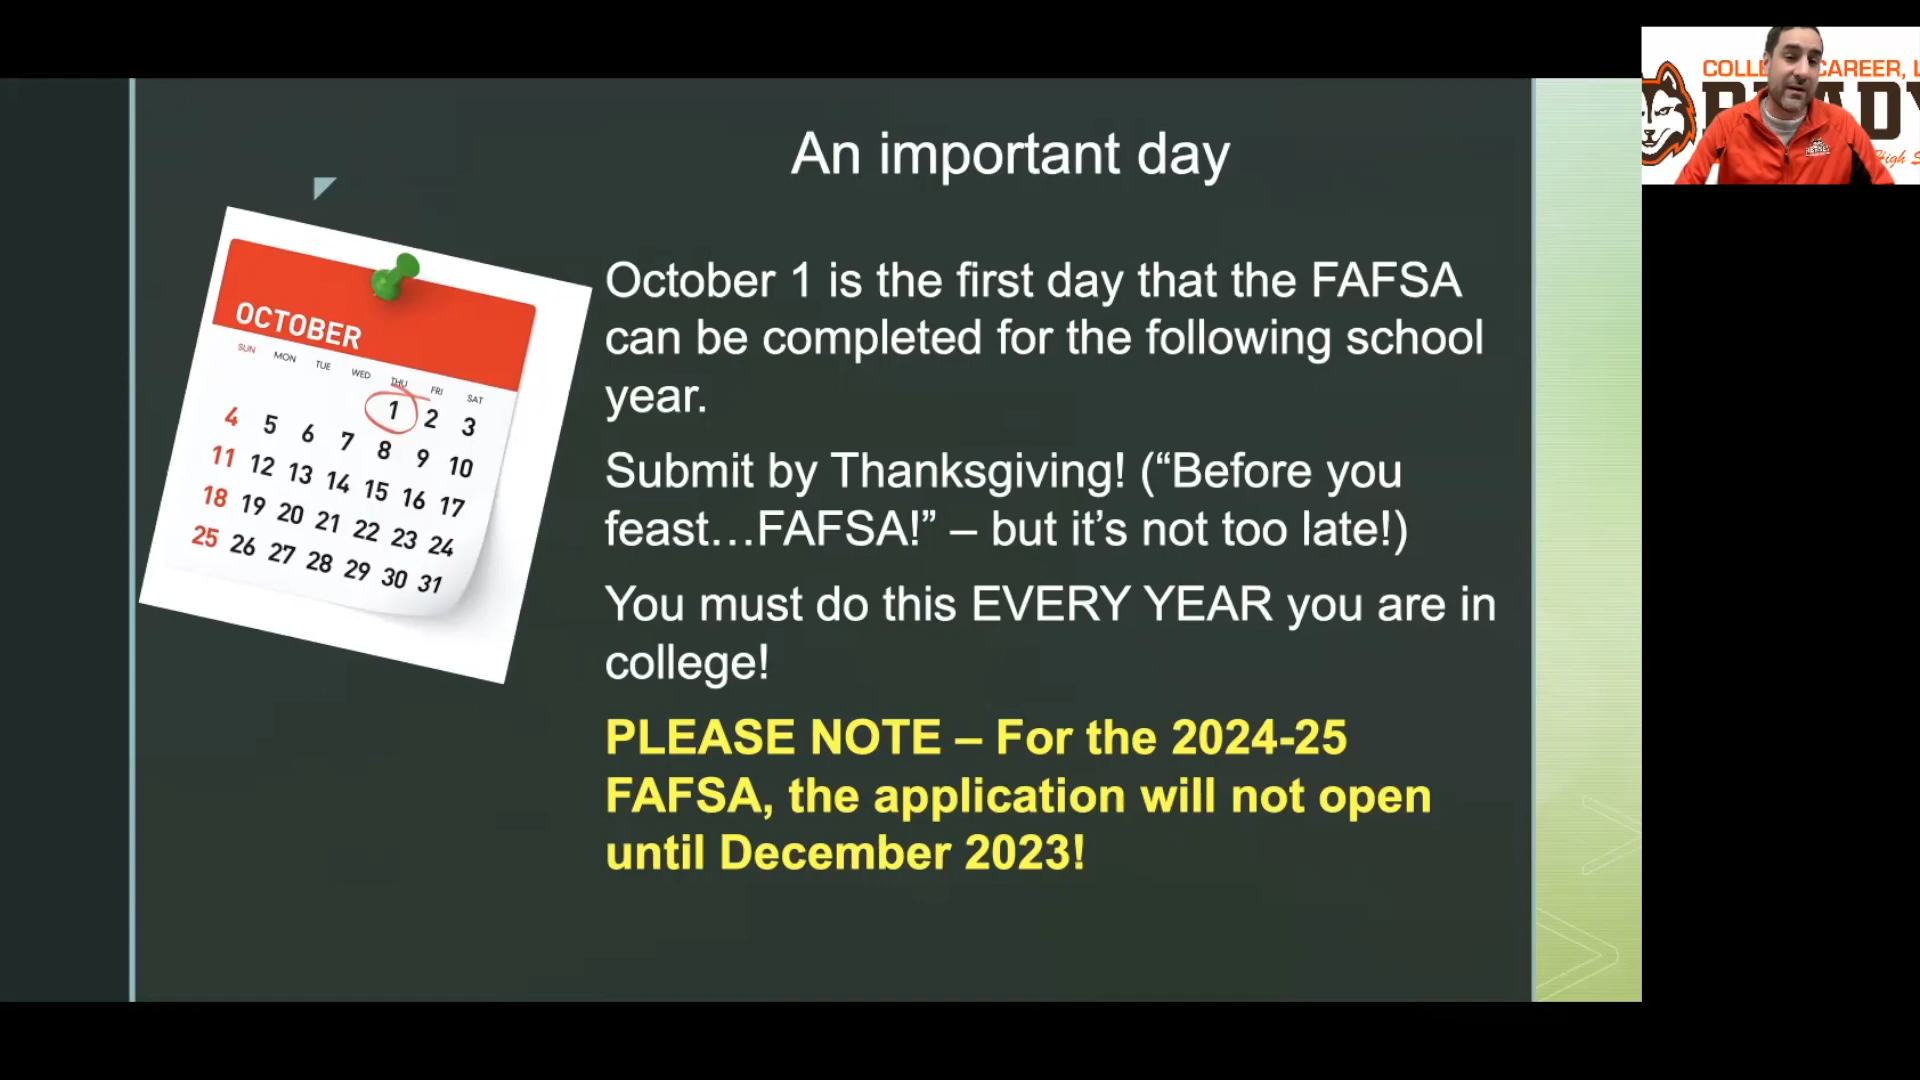 An important day
October 1 is the first day that the FAFSA
can be completed for the following school
year.
Submit by Thanksgiving! (“Before you
feast…FAFSA!” – but it’s not too late!)
You must do this EVERY YEAR you are in
college!
PLEASE NOTE – For the 2024-25
FAFSA, the application will not open
until December 2023!
OCTOBER
SUN MON TUE WED THU FRI SAT
1 2 3
4 5 6 7 8 9 10
11 12 13 14 15 16 17
18 19 20 21 22 23 24
25 26 27 28 29 30 31
COLLE CAREER, L
High S